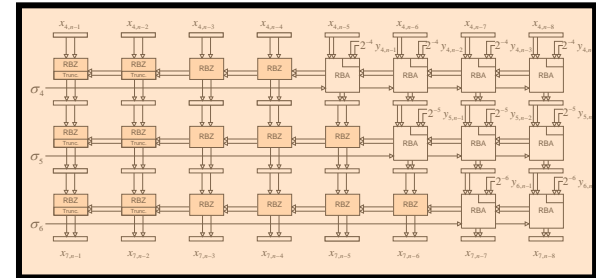 x4,n−1 x4,n−2 x4,n−3 x4,n−4 x4,n−5 x4,n−6 x4,n−7 x4,n−8
2−4 y4,n−1 2−4 y4,n−2 2−4 y4,n−3 2−4 y4,n
RBZ RBZ RBZ RBZ RBA RBA RBA RBA
Trunc. Trunc.
σ4
2−5 y5,n−1 2−5 y5,n−2 2−5 y5,n
RBZ RBZ RBZ RBZ RBZ RBA RBA RBA
Trunc. Trunc.
σ5
2−6 y6,n−1 2−6 y6,n
RBZ RBZ RBZ RBZ RBZ RBZ RBA RBA
Trunc. Trunc.
σ6
x7,n−1 x7,n−2 x7,n−3 x7,n−4 x7,n−5 x7,n−6 x7,n−7 x7,n−8